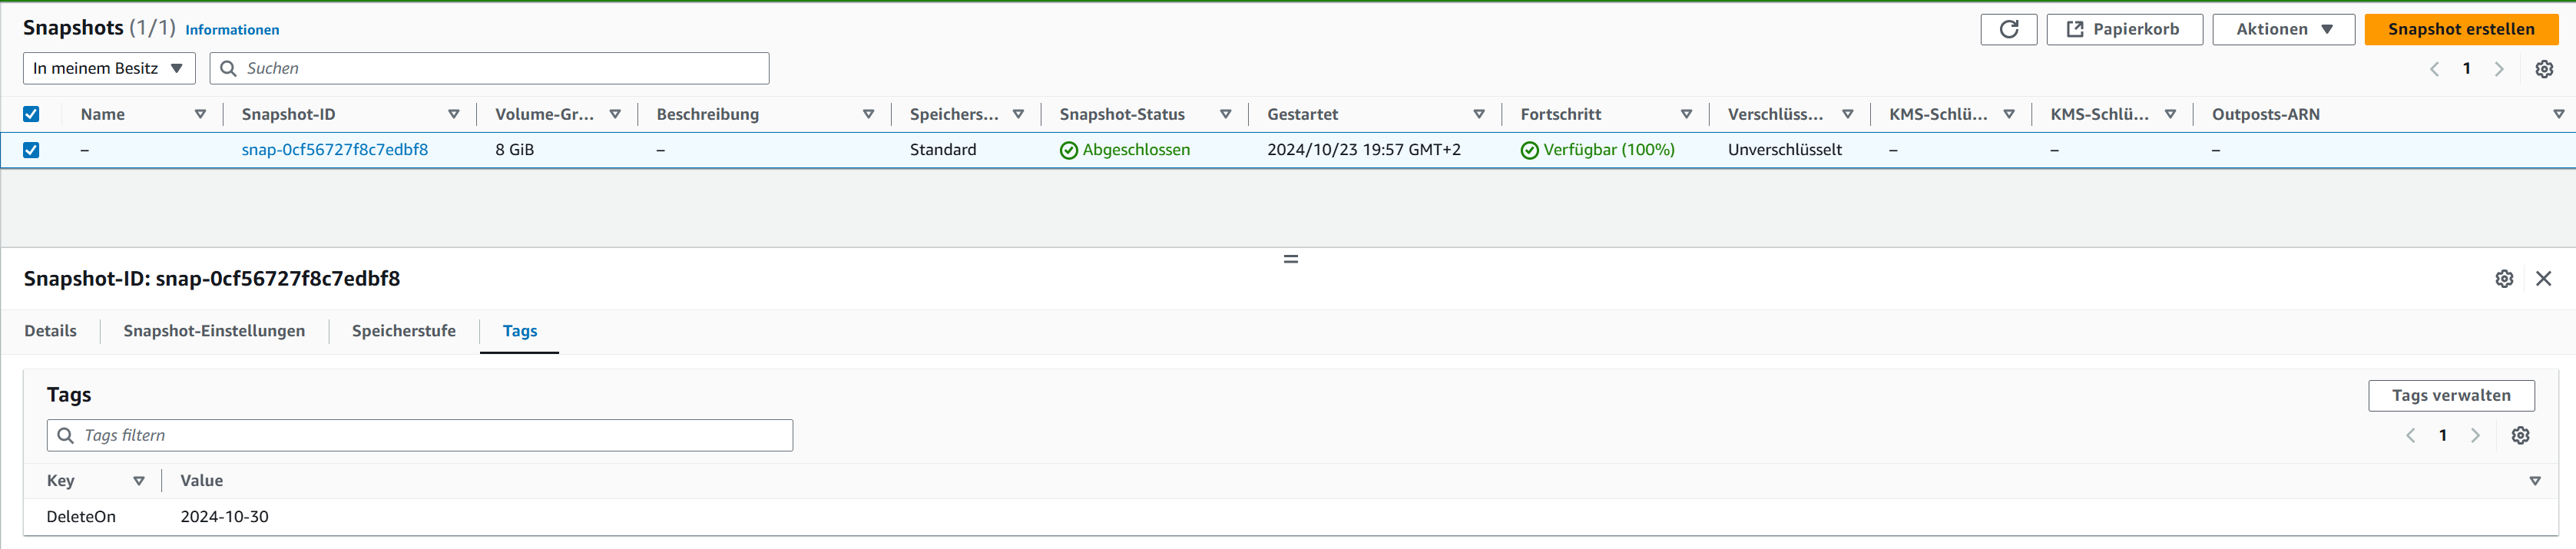 Snapshots (1/1) Informationen
Papierkorb Aktionen Snapshot erstellen
In meinem Besitz Suchen
1
Name Snapshot-ID Volume-Gr... Beschreibung Speichers... Snapshot-Status Gestartet Fortschritt Verschlüss... KMS-Schlü... KMS-Schlü... Outposts-ARN
– snap-0cf56727f8c7edbf8 8 GiB – Standard Abgeschlossen 2024/10/23 19:57 GMT+2 Verfügbar (100%) Unverschlüsselt – – –
Snapshot-ID: snap-0cf56727f8c7edbf8
Details Snapshot-Einstellungen Speicherstufe Tags
Tags
Tags verwalten
Tags filtern
1
Key Value
DeleteOn 2024-10-30